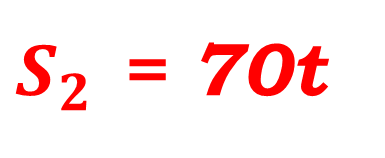 S₂ = 70t